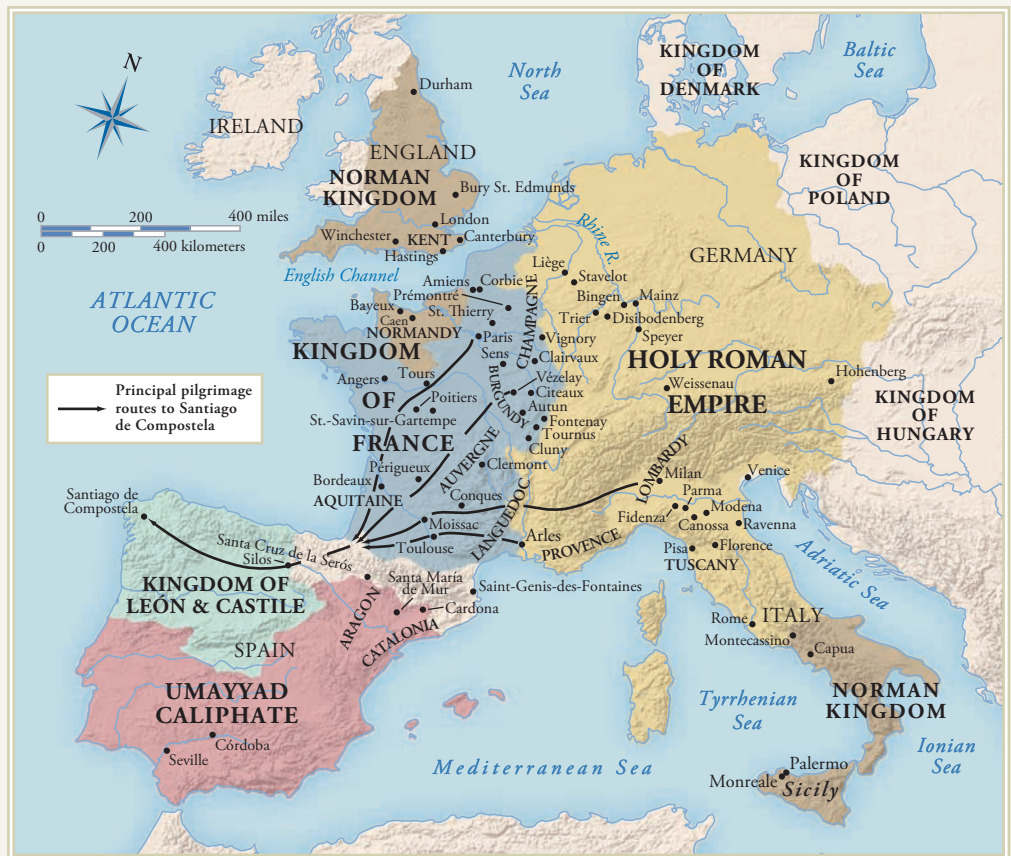 N
North
Sea
Baltic
Sea
KINGDOM
OF
DENMARK
Durham
IRELAND
ENGLAND
NORMAN
KINGDOM
KINGDOM
OF
POLAND
Bury St. Edmunds
0 200 400 miles
0 200 400 kilometers
London
Winchester
KENT
Canterbury
Hastings
Rhine R.
GERMANY
English Channel
ATLANTIC
OCEAN
Liège
Stavelot
Amiens
Corbie
Prémontré
Bingen
Mainz
Bayeux
St. Thierry
CHAMPAGNE
Trier
Disibodenberg
Caen
NORMANDY
Speyer
Paris
Vignory
KINGDOM
OF
FRANCE
Sens
Clairvaux
HOLY ROMAN
EMPIRE
Hohenberg
Angers
Tours
Vézelay
Weissenau
BURGUNDY
Citeaux
Principal pilgrimage
routes to Santiago
de Compostela
Poitiers
Autun
St.-Savin-sur-Gartempe
Fontenay
Tournus
Cluny
KINGDOM
OF
HUNGARY
AUVERGNE
Clermont
Périgueux
Bordeaux
AQUITAINE
LOMBARDY
Milan
Venice
Parma
Conques
LANGUEDOC
Modena
Fidenza
Canossa
Ravenna
Santiago de
Compostela
Moissac
Arles
PROVENCE
Toulouse
Pisa
Florence
TUSCANY
Adriatic Sea
Santa Cruz de la Serós
Silos
Santa María
de Mur
Saint-Genis-des-Fontaines
KINGDOM OF
LEÓN & CASTILE
ARAGON
Cardona
CATALONIA
Rome
ITALY
Montecassino
Capua
SPAIN
UMAYYAD
CALIPHATE
Tyrrhenian
Sea
NORMAN
KINGDOM
Córdoba
Seville
Ionian
Sea
Mediterranean Sea
Palermo
Monreale
Sicily